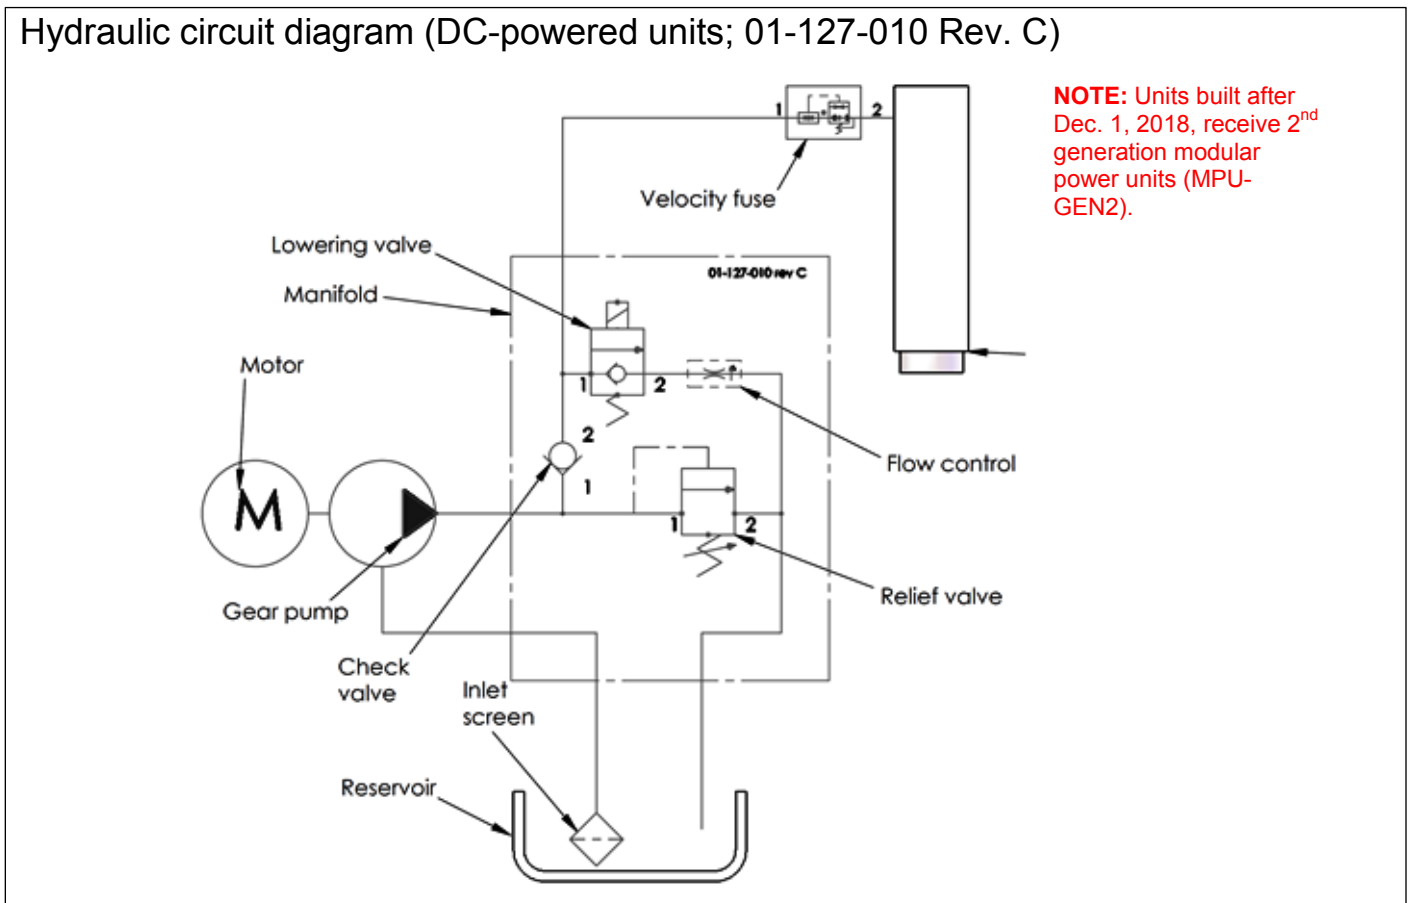 Hydraulic circuit diagram (DC-powered units; 01-127-010 Rev. C)
NOTE: Units built after
Dec. 1, 2018, receive 2nd
generation modular
power units (MPU-
GEN2).
1
2
Velocity fuse
Lowering valve
01-127-010 rev C
Manifold
Motor
1
2
2
Flow control
1
M
1
2
Relief valve
Gear pump
Check
valve
Inlet
screen
Reservoir